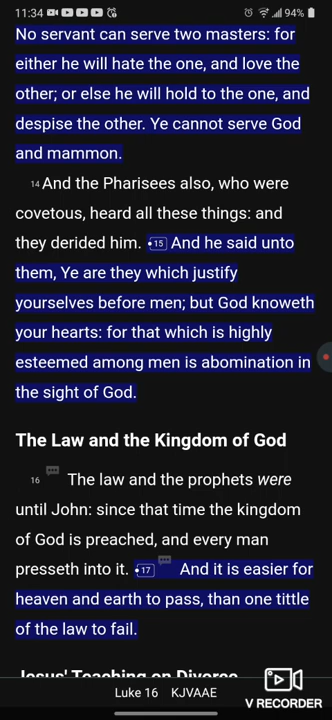 11:34 94%
No servant can serve two masters: for
either he will hate the one, and love the
other; or else he will hold to the one, and
despise the other. Ye cannot serve God
and mammon.
14 And the Pharisees also, who were
covetous, heard all these things: and
they derided him. 15 And he said unto
them, Ye are they which justify
yourselves before men; but God knoweth
your hearts: for that which is highly
esteemed among men is abomination in
the sight of God.
The Law and the Kingdom of God
16 The law and the prophets were
until John: since that time the kingdom
of God is preached, and every man
presseth into it. 17 And it is easier for
heaven and earth to pass, than one tittle
of the law to fail.
Jesus' Teaching on Divorce
Luke 16 KJVAAE
V RECORDER